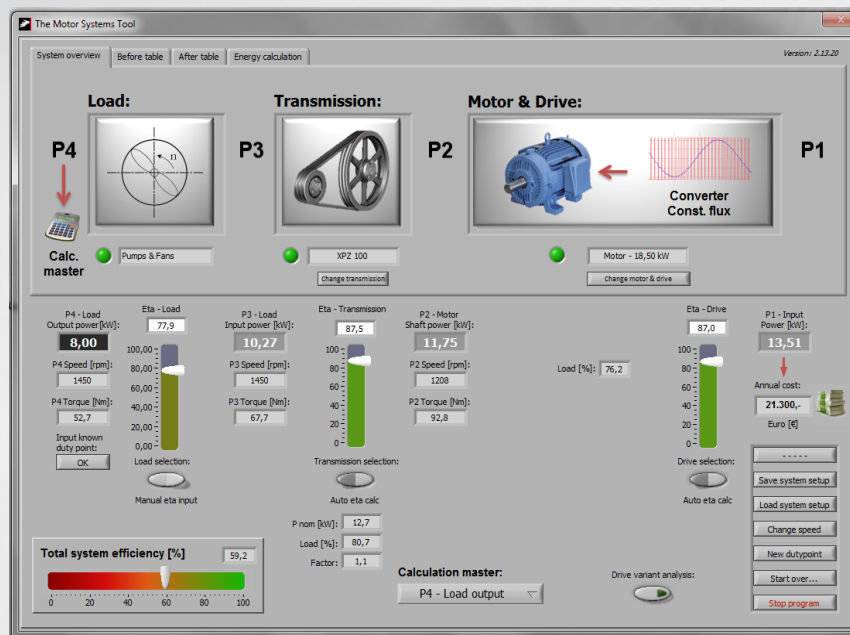 The Motor Systems Tool
System overview
Before table
After table
Energy calculation
Version: 2.13.20
Load:
Transmission:
Motor & Drive:
P4
P3
P2
P1
n
Converter
Const. flux
Calc.
master
Pumps & Fans
XPZ 100
Motor - 18,50 kW
Change transmission
Change motor & drive
P4 - Load
Output power[kW]:
8,00
P4 Speed [rpm]:
1450
P4 Torque [Nm]:
52,7
Input known
duty point:
OK
Eta - Load
77,9
100,00
80,00
60,00
40,00
20,00
0,00
Load selection:
Manual eta input
P3 - Load
Input power [kW]:
10,27
P3 Speed [rpm]:
1450
P3 Torque [Nm]:
67,7
Eta - Transmission
87,5
100
80
60
40
20
0
Transmission selection:
Auto eta calc
P nom [kW]:
12,7
Load [%]:
80,7
Factor:
1,1
P2 - Motor
Shaft power [kW]:
11,75
P2 Speed [rpm]:
1208
P2 Torque [Nm]:
92,8
Load [%]:
76,2
Eta - Drive
87,0
100
80
60
40
20
0
Drive selection:
Auto eta calc
P1 - Input
Power [kW]:
13,51
Annual cost:
21.300,-
Euro [€]
- - - - -
Save system setup
Load system setup
Change speed
New dutypoint
Start over...
Stop program
Total system efficiency [%]
59,2
0 20 40 60 80 100
Calculation master:
P4 - Load output
Drive variant analysis: